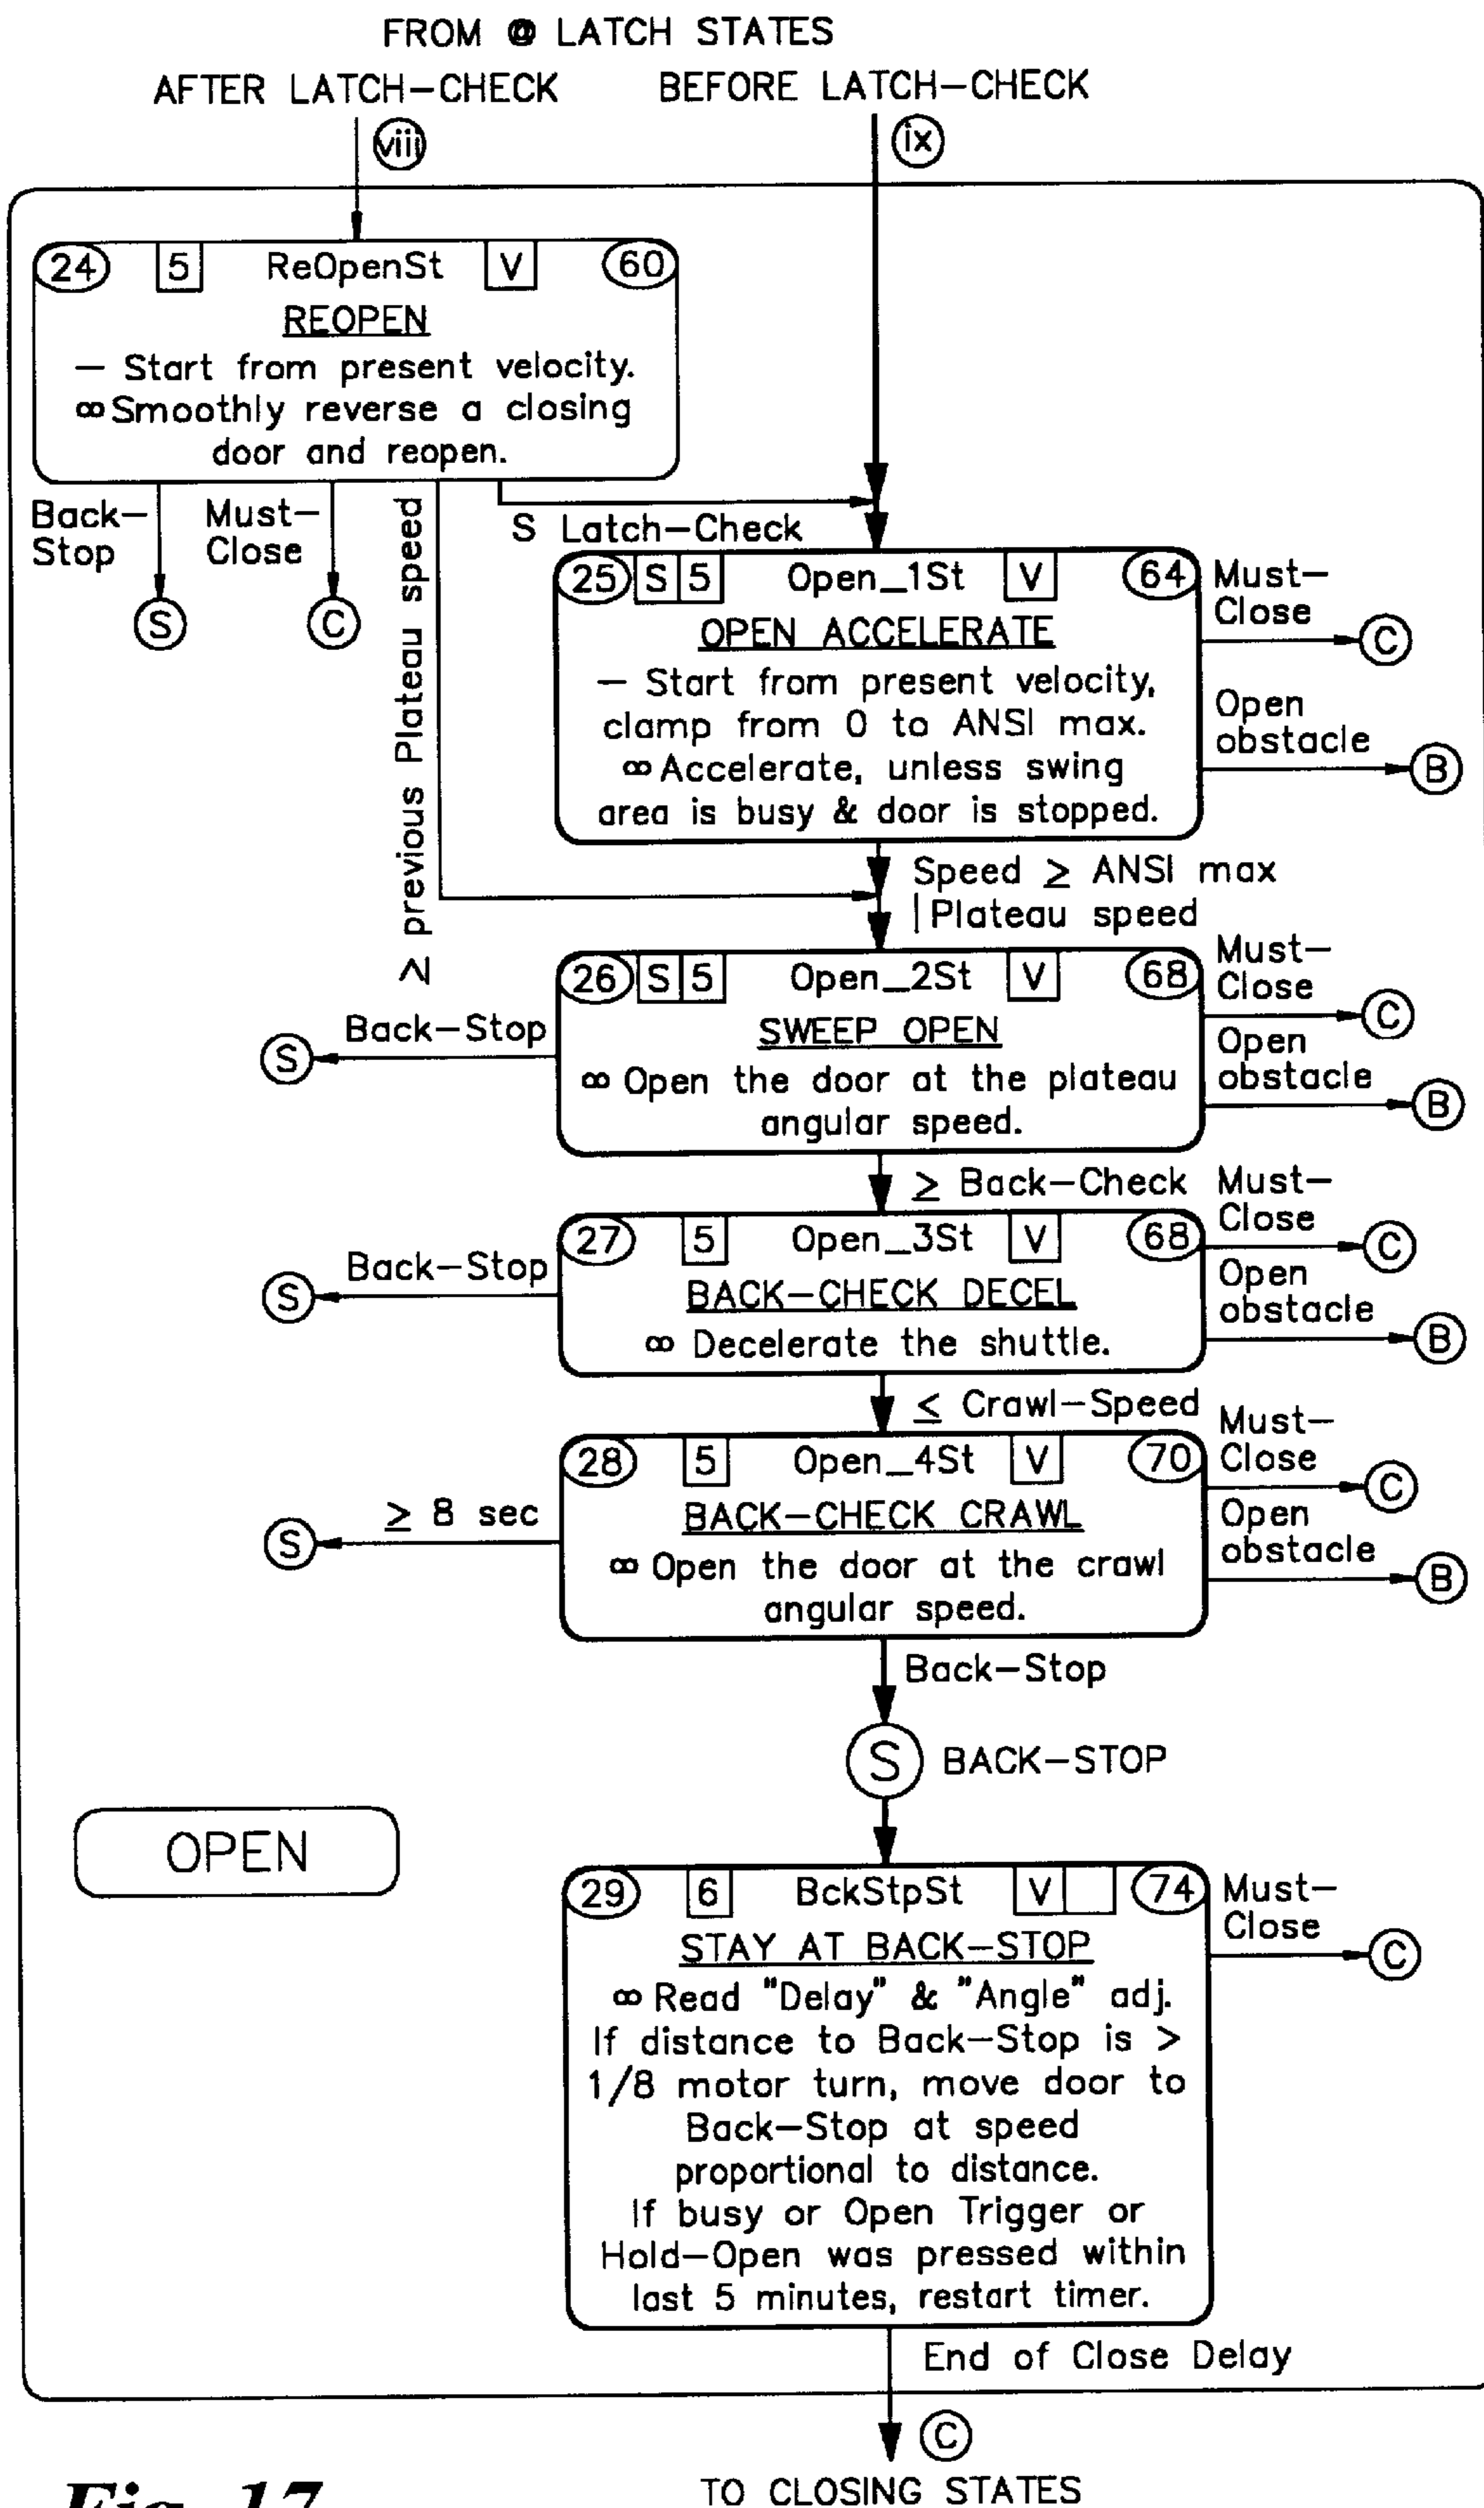 FROM @ LATCH STATES
AFTER LATCH-CHECK
BEFORE LATCH-CHECK
viii
ix
24 5 ReOpenSt V 60
REOPEN
— Start from present velocity.
∞ Smoothly reverse a closing
door and reopen.
Back-
Stop
S
Must-
Close
C
≥ previous Plateau speed
S Latch-Check
25 S 5 Open_1St V 64
OPEN ACCELERATE
— Start from present velocity,
clamp from 0 to ANSI max.
∞ Accelerate, unless swing
area is busy & door is stopped.
Must-
Close
C
Open
obstacle
B
Speed ≥ ANSI max
| Plateau speed
26 S 5 Open_2St V 68
SWEEP OPEN
∞ Open the door at the plateau
angular speed.
Back-Stop
S
Must-
Close
C
Open
obstacle
B
≥ Back-Check
27 5 Open_3St V 68
BACK-CHECK DECEL
∞ Decelerate the shuttle.
Back-Stop
S
Must-
Close
C
Open
obstacle
B
≤ Crawl-Speed
28 5 Open_4St V 70
BACK-CHECK CRAWL
∞ Open the door at the crawl
angular speed.
≥ 8 sec
S
Must-
Close
C
Open
obstacle
B
Back-Stop
S BACK-STOP
OPEN
29 6 BckStpSt V 74
STAY AT BACK-STOP
∞ Read "Delay" & "Angle" adj.
If distance to Back-Stop is >
1/8 motor turn, move door to
Back-Stop at speed
proportional to distance.
If busy or Open Trigger or
Hold-Open was pressed within
last 5 minutes, restart timer.
Must-
Close
C
End of Close Delay
C
TO CLOSING STATES
Fig. 17